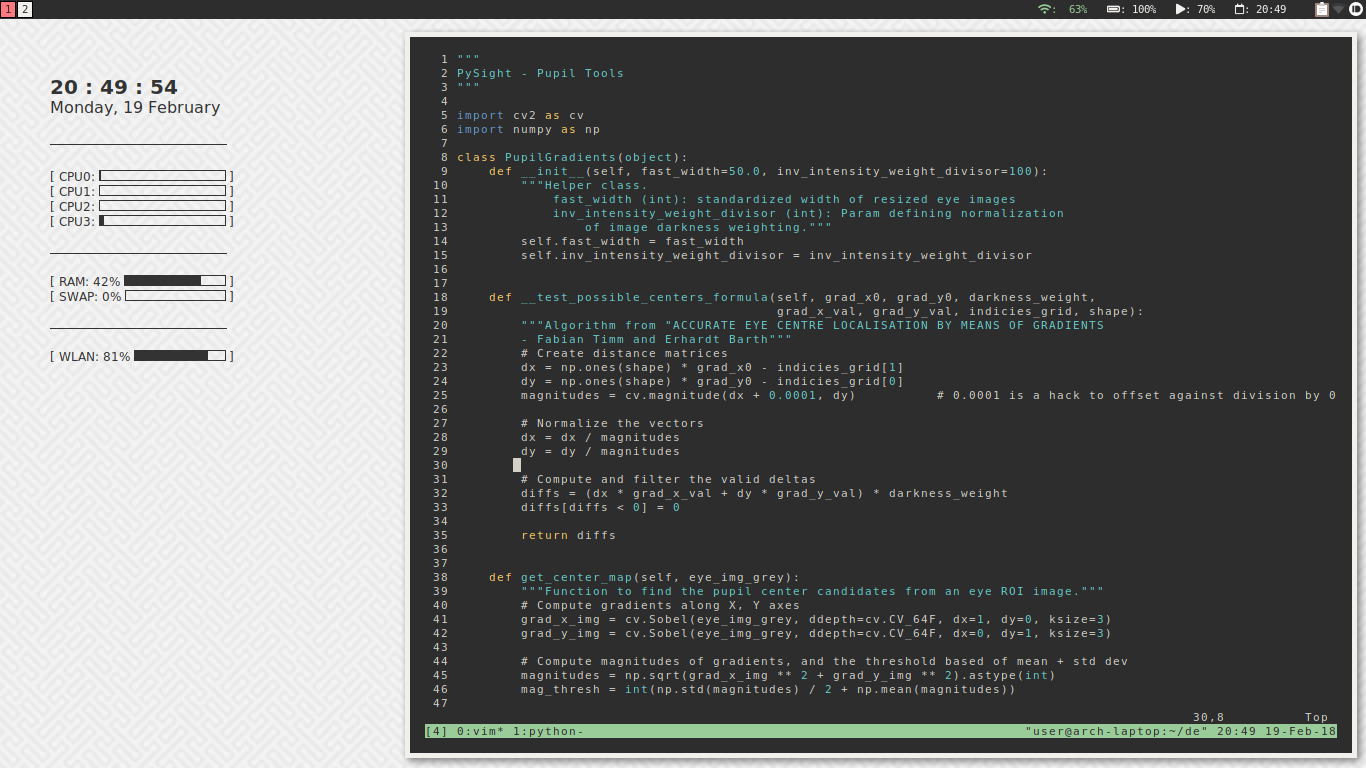 1 2 : 63% : 100% : 70% : 20:49
20 : 49 : 54
Monday, 19 February
[ CPU0: ]
[ CPU1: ]
[ CPU2: ]
[ CPU3: ]
[ RAM: 42% ]
[ SWAP: 0% ]
[ WLAN: 81% ]
1 """
2 PySight - Pupil Tools
3 """
4
5 import cv2 as cv
6 import numpy as np
7
8 class PupilGradients(object):
9     def __init__(self, fast_width=50.0, inv_intensity_weight_divisor=100):
10         """Helper class.
11             fast_width (int): standardized width of resized eye images
12             inv_intensity_weight_divisor (int): Param defining normalization
13                 of image darkness weighting."""
14         self.fast_width = fast_width
15         self.inv_intensity_weight_divisor = inv_intensity_weight_divisor
16
17
18     def __test_possible_centers_formula(self, grad_x0, grad_y0, darkness_weight,
19                                         grad_x_val, grad_y_val, indicies_grid, shape):
20         """Algorithm from "ACCURATE EYE CENTRE LOCALISATION BY MEANS OF GRADIENTS
21         - Fabian Timm and Erhardt Barth"""
22         # Create distance matrices
23         dx = np.ones(shape) * grad_x0 - indicies_grid[1]
24         dy = np.ones(shape) * grad_y0 - indicies_grid[0]
25         magnitudes = cv.magnitude(dx + 0.0001, dy)          # 0.0001 is a hack to offset against division by 0
26
27         # Normalize the vectors
28         dx = dx / magnitudes
29         dy = dy / magnitudes
30
31         # Compute and filter the valid deltas
32         diffs = (dx * grad_x_val + dy * grad_y_val) * darkness_weight
33         diffs[diffs < 0] = 0
34
35         return diffs
36
37
38     def get_center_map(self, eye_img_grey):
39         """Function to find the pupil center candidates from an eye ROI image."""
40         # Compute gradients along X, Y axes
41         grad_x_img = cv.Sobel(eye_img_grey, ddepth=cv.CV_64F, dx=1, dy=0, ksize=3)
42         grad_y_img = cv.Sobel(eye_img_grey, ddepth=cv.CV_64F, dx=0, dy=1, ksize=3)
43
44         # Compute magnitudes of gradients, and the threshold based of mean + std dev
45         magnitudes = np.sqrt(grad_x_img ** 2 + grad_y_img ** 2).astype(int)
46         mag_thresh = int(np.std(magnitudes) / 2 + np.mean(magnitudes))
47
30,8          Top
[4] 0:vim* 1:python- "user@arch-laptop:~/de" 20:49 19-Feb-18